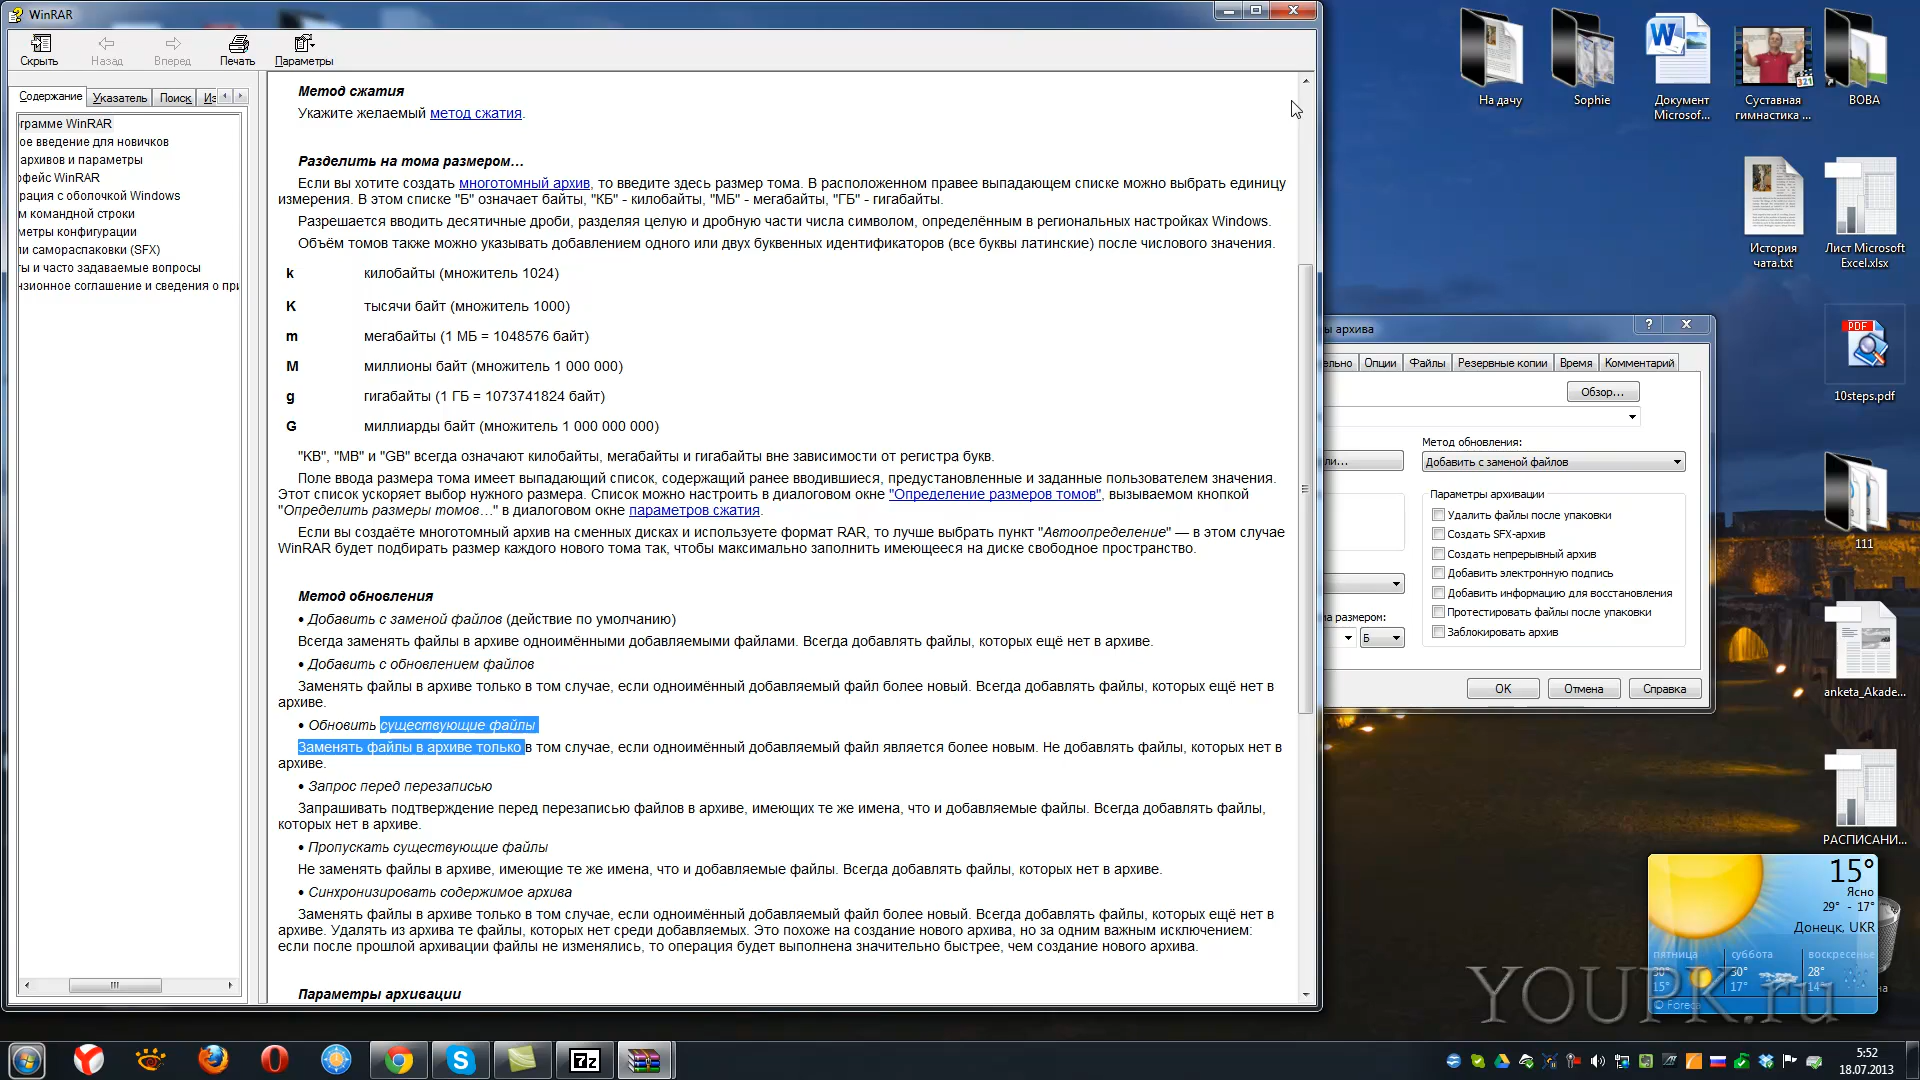 WinRAR
Скрыть
Назад
Вперед
Печать
Параметры
Содержание
Указатель
Поиск
Из
грамме WinRAR
ое введение для новичков
архивов и параметры
фейс WinRAR
рация с оболочкой Windows
м командной строки
метры конфигурации
и самораспаковки (SFX)
ты и часто задаваемые вопросы
нзионное соглашение и сведения о при
Метод сжатия
Укажите желаемый метод сжатия.
Разделить на тома размером…
Если вы хотите создать многотомный архив, то введите здесь размер тома. В расположенном правее выпадающем списке можно выбрать единицу
измерения. В этом списке "Б" означает байты, "КБ" - килобайты, "МБ" - мегабайты, "ГБ" - гигабайты.
Разрешается вводить десятичные дроби, разделяя целую и дробную части числа символом, определённым в региональных настройках Windows.
Объём томов также можно указывать добавлением одного или двух буквенных идентификаторов (все буквы латинские) после числового значения.
k килобайты (множитель 1024)
K тысячи байт (множитель 1000)
m мегабайты (1 МБ = 1048576 байт)
M миллионы байт (множитель 1 000 000)
g гигабайты (1 ГБ = 1073741824 байт)
G миллиарды байт (множитель 1 000 000 000)
"KB", "MB" и "GB" всегда означают килобайты, мегабайты и гигабайты вне зависимости от регистра букв.
Поле ввода размера тома имеет выпадающий список, содержащий ранее вводившиеся, предустановленные и заданные пользователем значения.
Этот список ускоряет выбор нужного размера. Список можно настроить в диалоговом окне "Определение размеров томов", вызываемом кнопкой
"Определить размеры томов…" в диалоговом окне параметров сжатия.
Если вы создаёте многотомный архив на сменных дисках и используете формат RAR, то лучше выбрать пункт "Автоопределение" — в этом случае
WinRAR будет подбирать размер каждого нового тома так, чтобы максимально заполнить имеющееся на диске свободное пространство.
Метод обновления
• Добавить с заменой файлов (действие по умолчанию)
Всегда заменять файлы в архиве одноимёнными добавляемыми файлами. Всегда добавлять файлы, которых ещё нет в архиве.
• Добавить с обновлением файлов
Заменять файлы в архиве только в том случае, если одноимённый добавляемый файл более новый. Всегда добавлять файлы, которых ещё нет в
архиве.
• Обновить существующие файлы
Заменять файлы в архиве только в том случае, если одноимённый добавляемый файл является более новым. Не добавлять файлы, которых нет в
архиве.
• Запрос перед перезаписью
Запрашивать подтверждение перед перезаписью файлов в архиве, имеющих те же имена, что и добавляемые файлы. Всегда добавлять файлы,
которых нет в архиве.
• Пропускать существующие файлы
Не заменять файлы в архиве, имеющие те же имена, что и добавляемые файлы. Всегда добавлять файлы, которых нет в архиве.
• Синхронизировать содержимое архива
Заменять файлы в архиве только в том случае, если одноимённый добавляемый файл более новый. Всегда добавлять файлы, которых ещё нет в
архиве. Удалять из архива те файлы, которых нет среди добавляемых. Это похоже на создание нового архива, но за одним важным исключением:
если после прошлой архивации файлы не изменялись, то операция будет выполнена значительно быстрее, чем создание нового архива.
Параметры архивации
ы архива
ельно
Опции
Файлы
Резервные копии
Время
Комментарий
Обзор...
Метод обновления:
ли...
Добавить с заменой файлов
Параметры архивации
Удалить файлы после упаковки
Создать SFX-архив
Создать непрерывный архив
Добавить электронную подпись
Добавить информацию для восстановления
Протестировать файлы после упаковки
Заблокировать архив
а размером:
Б
OK
Отмена
Справка
На дачу
Sophie
Документ
Microsof...
Суставная
гимнастика ...
ВОВА
История
чата.txt
Лист Microsoft
Excel.xlsx
PDF
10steps.pdf
111
anketa_Akade...
РАСПИСАНИ...
15°
Ясно
29° - 17°
Донецк, UKR
пятница суббота воскресенье
30° 30° 28°
15° 17° 14°
© Foreca
YOUPK.ru
5:52
18.07.2013